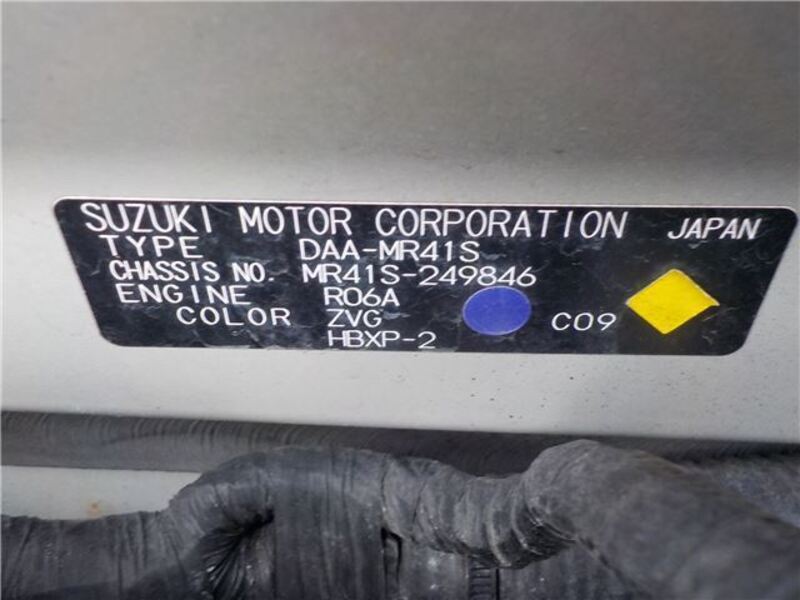 SUZUKI MOTOR CORPORATION JAPAN
TYPE DAA-MR41S
CHASSIS NO. MR41S-249846
ENGINE R06A
COLOR ZVG C09
HBXP-2